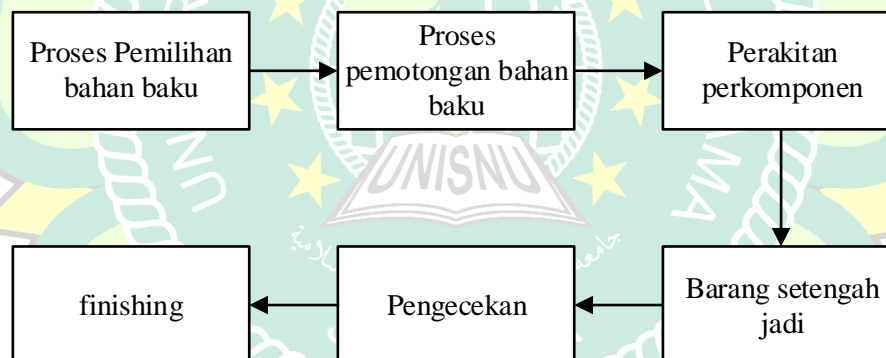 Proses Pemilihan
bahan baku
Proses
pemotongan bahan
baku
Perakitan
perkomponen
UNISNU
Barang setengah
jadi
Pengecekan
finishing